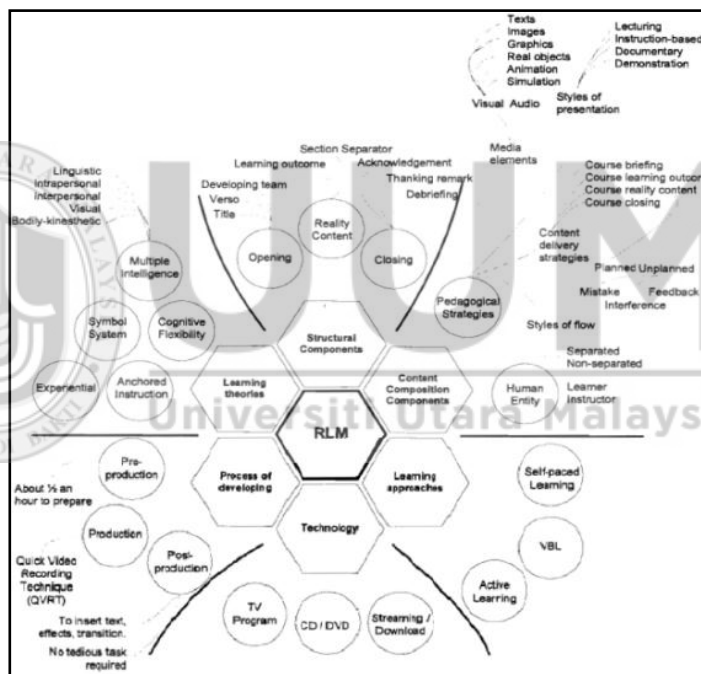 Texts
Images
Graphics
Real objects
Animation
Simulation
Lecturing
Instruction-based
Documentary
Demonstration
Visual Audio
Styles of
presentation
Media
elements
Section Separator
Learning outcome
Acknowledgement
Developing team
Thanking remark
Verso
Debriefing
Title
Opening
Reality
Content
Closing
Course briefing
Course learning outcom
Course reality content
Course closing
Linguistic
Intrapersonal
Interpersonal
Visual
Bodily-kinesthetic
Multiple
Intelligence
Symbol
System
Cognitive
Flexibility
Experiential
Anchored
Instruction
Content
delivery
strategies
Planned Unplanned
Mistake
Feedback
Interference
Pedagogical
Strategies
Styles of flow
Separated
Non-separated
Human
Entity
Learner
Instructor
Structural
Components
Learning
theories
Content
Composition
Components
RLM
Process of
developing
Learning
approaches
Technology
UUM
Universiti Utara Malays
Pre-
production
About ½ an
hour to prepare
Production
Post-
production
Quick Video
Recording
Technique
(QVRT)
To insert text,
effects, transition.
No tedious task
required
TV
Program
CD / DVD
Streaming /
Download
Self-paced
Learning
VBL
Active
Learning